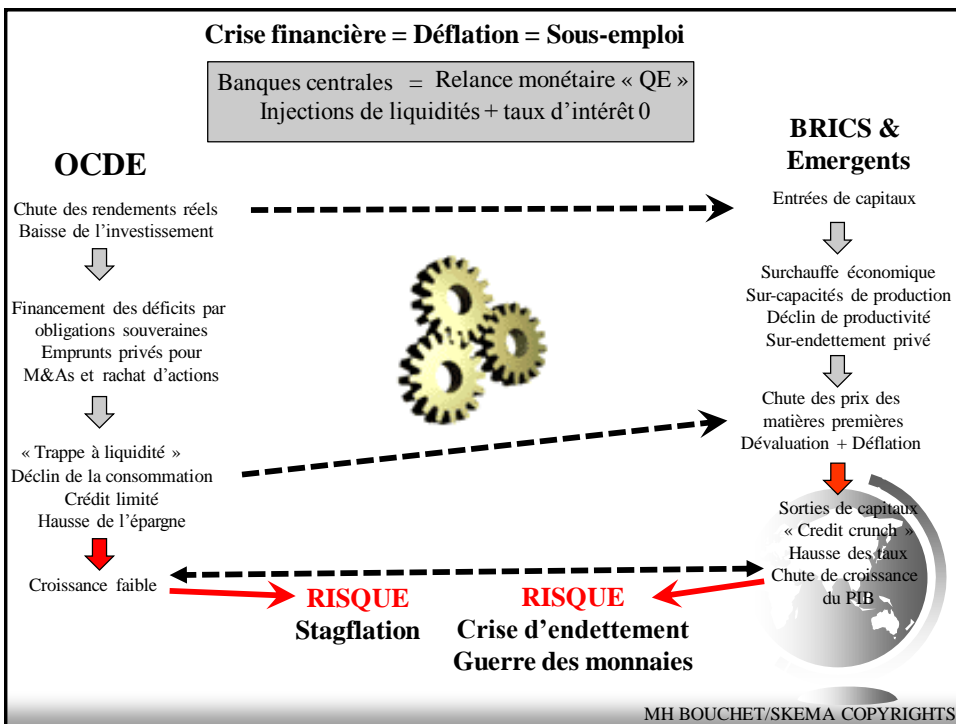 Crise financière = Déflation = Sous-emploi
Banques centrales = Relance monétaire « QE »
Injections de liquidités + taux d’intérêt 0
OCDE
Chute des rendements réels
Baisse de l’investissement
Financement des déficits par
obligations souveraines
Emprunts privés pour
M&As et rachat d’actions
« Trappe à liquidité »
Déclin de la consommation
Crédit limité
Hausse de l’épargne
Croissance faible
BRICS &
Emergents
Entrées de capitaux
Surchauffe économique
Sur-capacités de production
Déclin de productivité
Sur-endettement privé
Chute des prix des
matières premières
Dévaluation + Déflation
Sorties de capitaux
« Credit crunch »
Hausse des taux
Chute de croissance
du PIB
RISQUE
Stagflation
RISQUE
Crise d’endettement
Guerre des monnaies
MH BOUCHET/SKEMA COPYRIGHTS